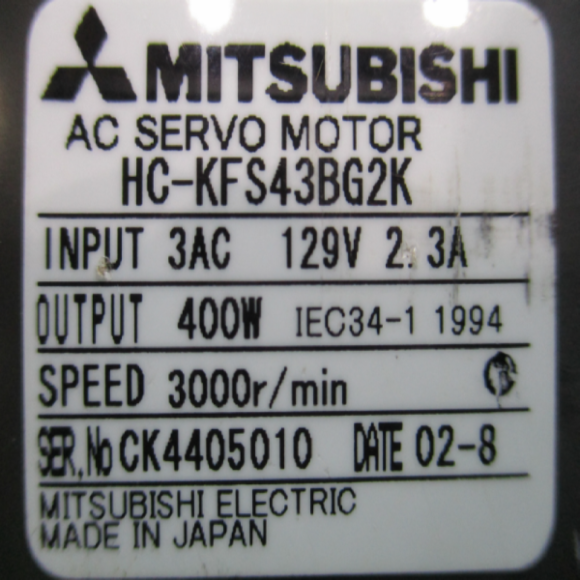 MITSUBISHI
AC SERVO MOTOR
HC-KFS43BG2K
INPUT 3AC 129V 2.3A
OUTPUT 400W IEC34-1 1994
SPEED 3000r/min
SER.No CK4405010 DATE 02-8
MITSUBISHI ELECTRIC
MADE IN JAPAN